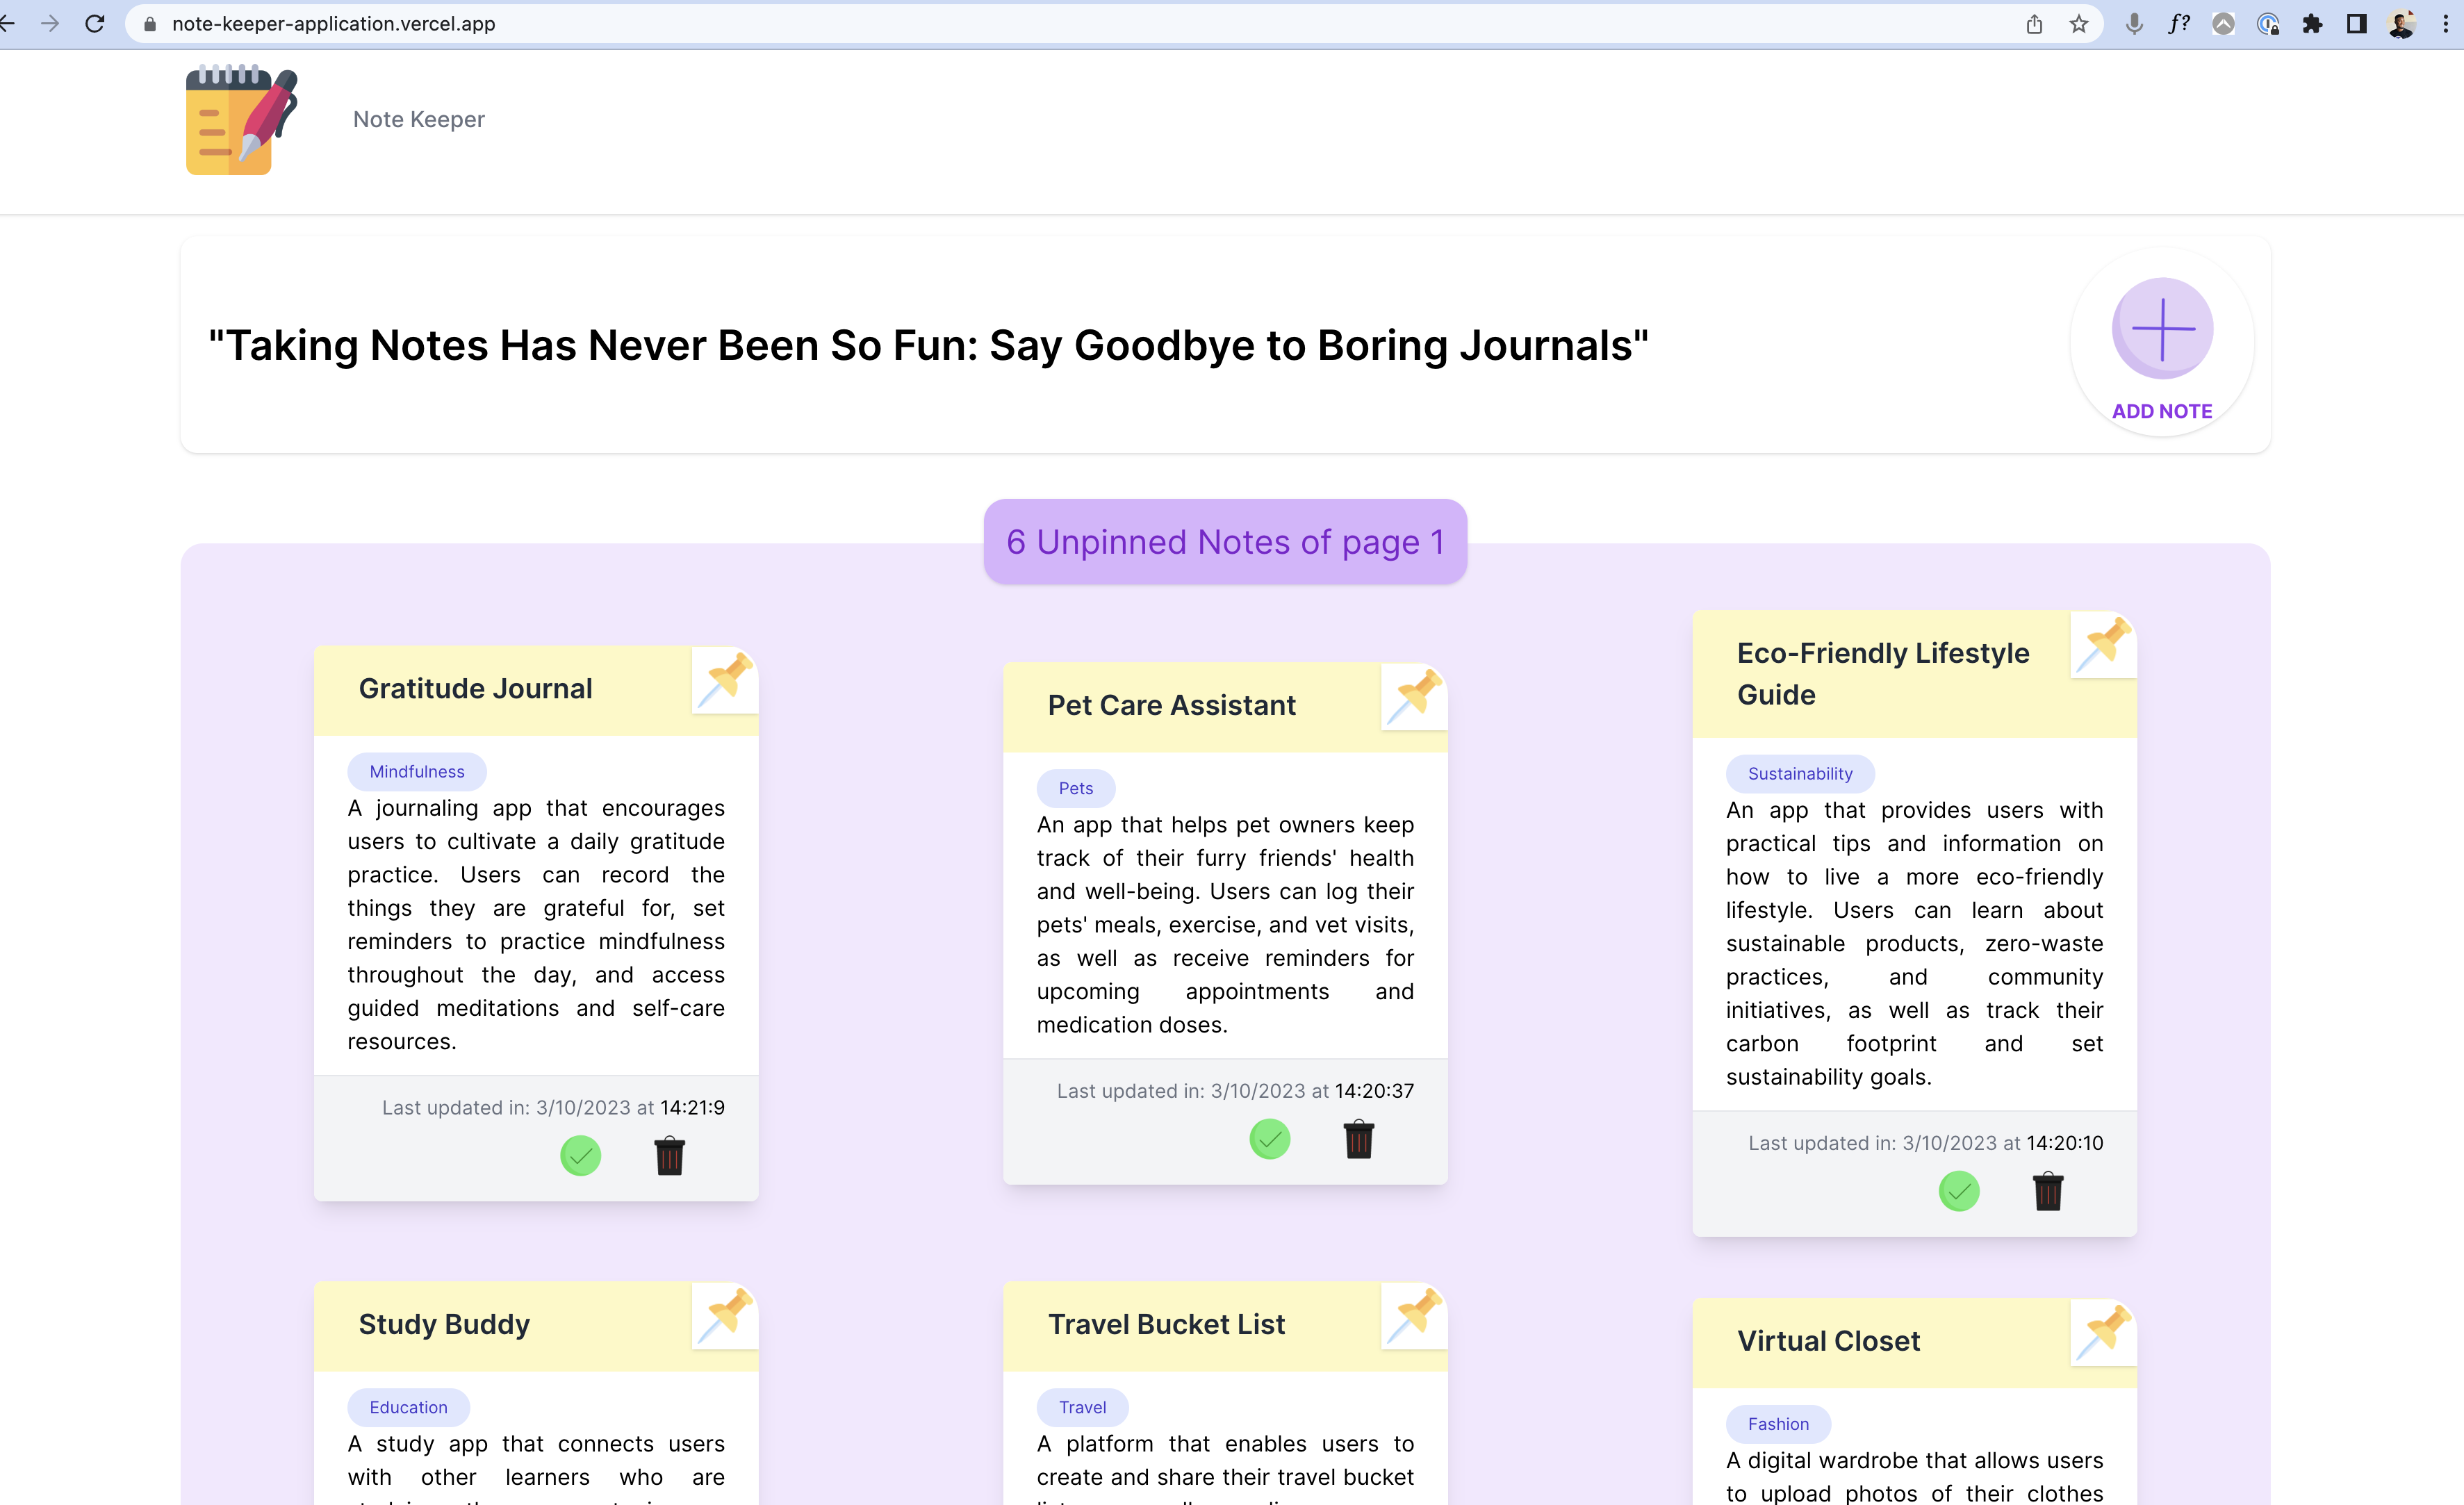 note-keeper-application.vercel.app
f?
Note Keeper
"Taking Notes Has Never Been So Fun: Say Goodbye to Boring Journals"
ADD NOTE
6 Unpinned Notes of page 1
Gratitude Journal
Mindfulness
A journaling app that encourages
users to cultivate a daily gratitude
practice. Users can record the
things they are grateful for, set
reminders to practice mindfulness
throughout the day, and access
guided meditations and self-care
resources.
Last updated in: 3/10/2023 at 14:21:9
Pet Care Assistant
Pets
An app that helps pet owners keep
track of their furry friends' health
and well-being. Users can log their
pets' meals, exercise, and vet visits,
as well as receive reminders for
upcoming appointments and
medication doses.
Last updated in: 3/10/2023 at 14:20:37
Eco-Friendly Lifestyle
Guide
Sustainability
An app that provides users with
practical tips and information on
how to live a more eco-friendly
lifestyle. Users can learn about
sustainable products, zero-waste
practices, and community
initiatives, as well as track their
carbon footprint and set
sustainability goals.
Last updated in: 3/10/2023 at 14:20:10
Study Buddy
Education
A study app that connects users
with other learners who are
Travel Bucket List
Travel
A platform that enables users to
create and share their travel bucket
Virtual Closet
Fashion
A digital wardrobe that allows users
to upload photos of their clothes